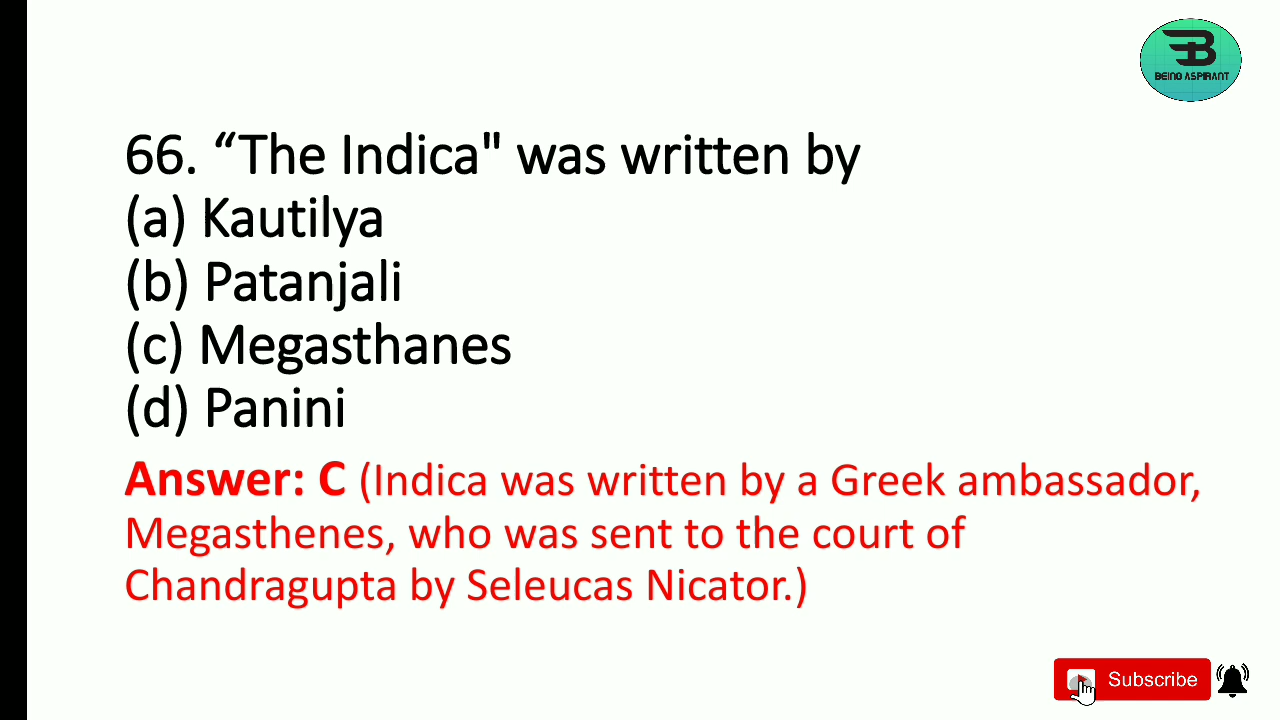 BEING ASPIRANT
66. “The Indica" was written by
(a) Kautilya
(b) Patanjali
(c) Megasthanes
(d) Panini
Answer: C (Indica was written by a Greek ambassador,
Megasthenes, who was sent to the court of
Chandragupta by Seleucas Nicator.)
Subscribe